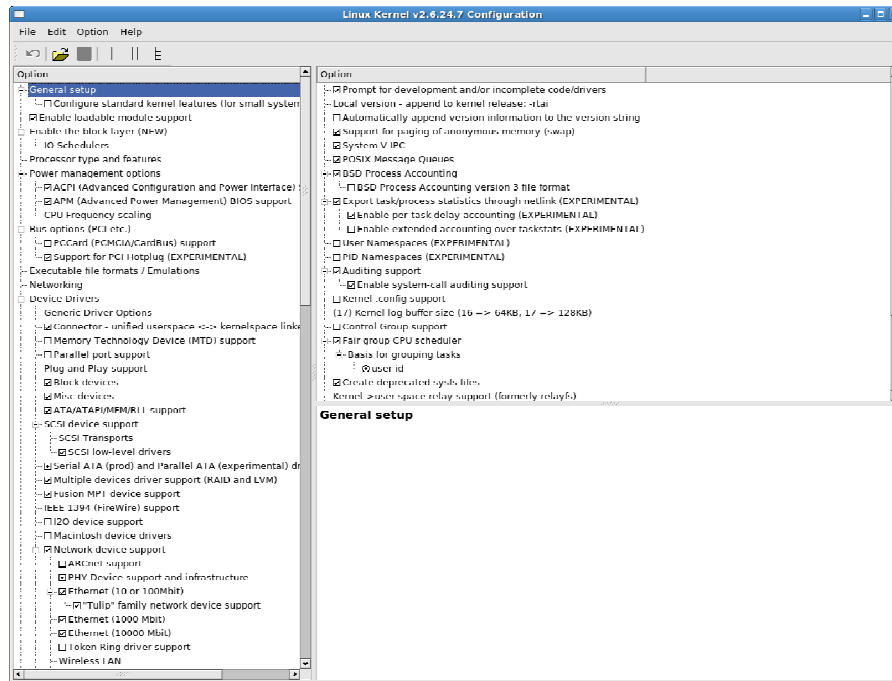 Linux Kernel v2.6.24.7 Configuration
File Edit Option Help
Option
General setup
Configure standard kernel features (for small system
Enable loadable module support
Enable the block layer (NEW)
IO Schedulers
Processor type and features
Power management options
ACPI (Advanced Configuration and Power Interface)
APM (Advanced Power Management) BIOS support
CPU Frequency scaling
Bus options (PCI etc.)
PCCard (PCMCIA/CardBus) support
Support for PCI Hotplug (EXPERIMENTAL)
Executable file formats / Emulations
Networking
Device Drivers
Generic Driver Options
Connector - unified userspace <-> kernelspace linke
Memory Technology Device (MTD) support
Parallel port support
Plug and Play support
Block devices
Misc devices
ATA/ATAPI/MFM/RLL support
SCSI device support
SCSI Transports
SCSI low-level drivers
Serial ATA (prod) and Parallel ATA (experimental) dr
Multiple devices driver support (RAID and LVM)
Fusion MPT device support
IEEE 1394 (FireWire) support
I2O device support
Macintosh device drivers
Network device support
ARCnet support
PHY Device support and infrastructure
Ethernet (10 or 100Mbit)
"Tulip" family network device support
Ethernet (1000 Mbit)
Ethernet (10000 Mbit)
Token Ring driver support
Wireless LAN
Option
Prompt for development and/or incomplete code/drivers
Local version - append to kernel release: -rtai
Automatically append version information to the version string
Support for paging of anonymous memory (swap)
System V IPC
POSIX Message Queues
BSD Process Accounting
BSD Process Accounting version 3 file format
Export task/process statistics through netlink (EXPERIMENTAL)
Enable per-task delay accounting (EXPERIMENTAL)
Enable extended accounting over taskstats (EXPERIMENTAL)
User Namespaces (EXPERIMENTAL)
PID Namespaces (EXPERIMENTAL)
Auditing support
Enable system-call auditing support
Kernel .config support
(17) Kernel log buffer size (16 => 64KB, 17 => 128KB)
Control Group support
Fair group CPU scheduler
Basis for grouping tasks
user id
Create deprecated sysfs files
Kernel->user space relay support (formerly relayfs)
General setup